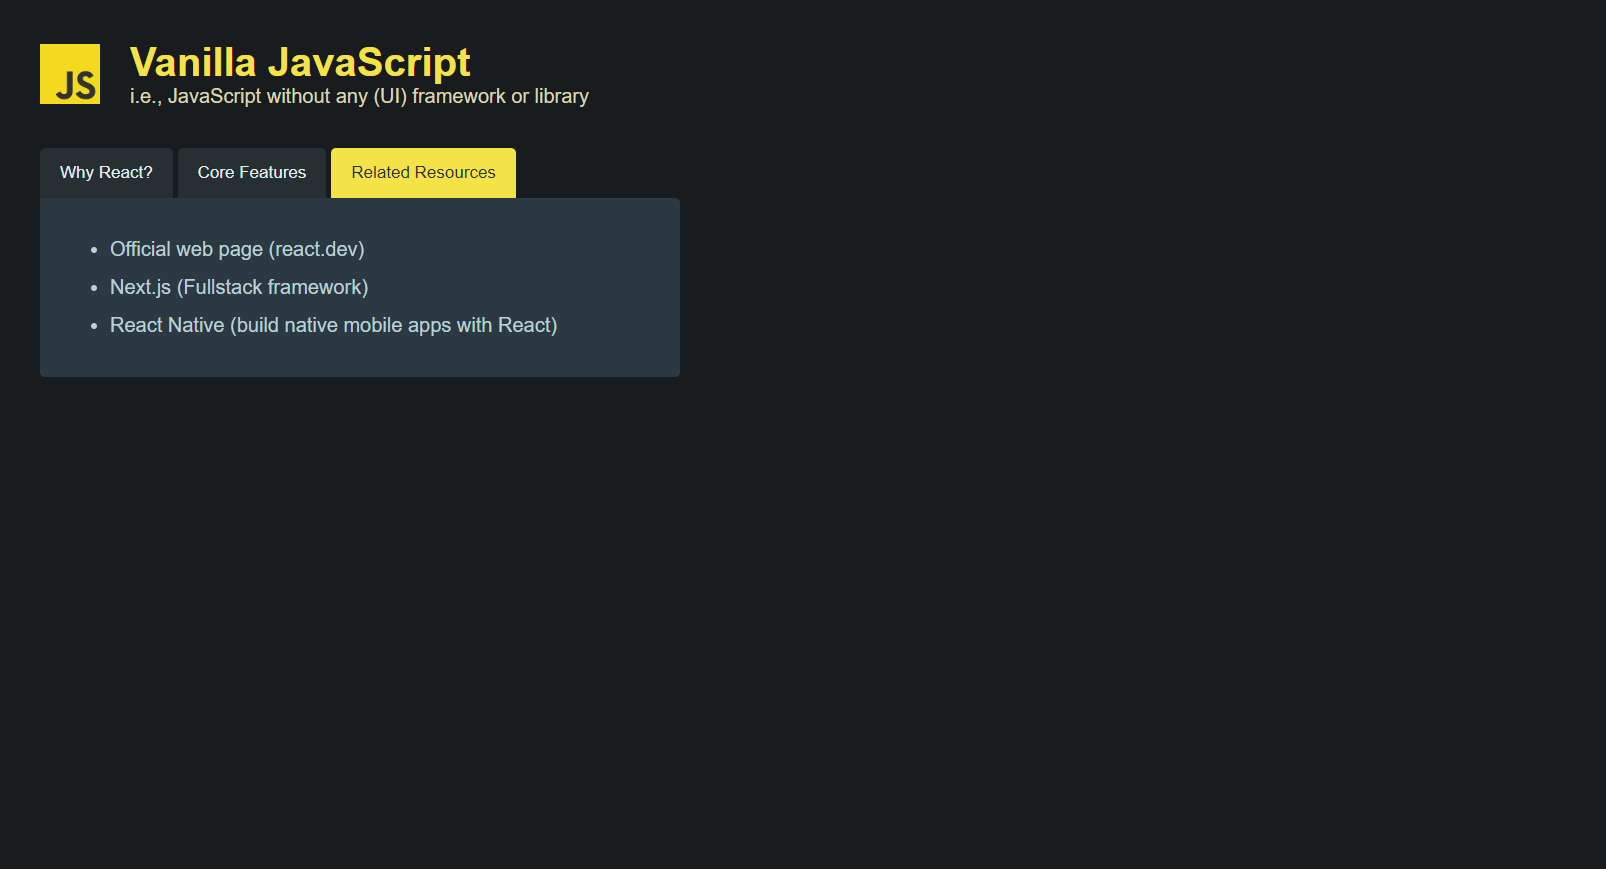 JS
Vanilla JavaScript
i.e., JavaScript without any (UI) framework or library
Why React? Core Features Related Resources
• Official web page (react.dev)
• Next.js (Fullstack framework)
• React Native (build native mobile apps with React)